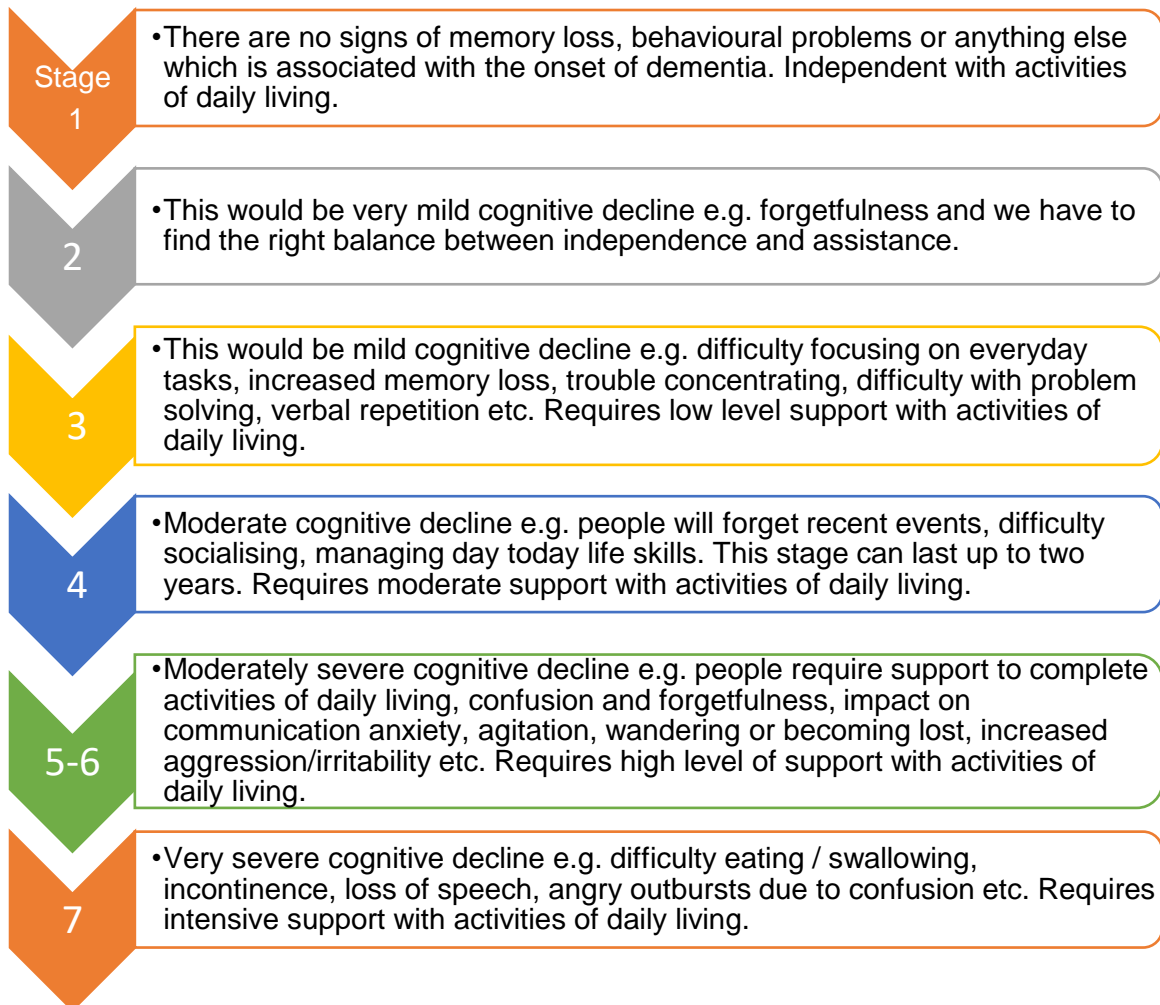 Stage
1
•There are no signs of memory loss, behavioural problems or anything else
which is associated with the onset of dementia. Independent with activities
of daily living.
2
•This would be very mild cognitive decline e.g. forgetfulness and we have to
find the right balance between independence and assistance.
3
•This would be mild cognitive decline e.g. difficulty focusing on everyday
tasks, increased memory loss, trouble concentrating, difficulty with problem
solving, verbal repetition etc. Requires low level support with activities of
daily living.
4
•Moderate cognitive decline e.g. people will forget recent events, difficulty
socialising, managing day today life skills. This stage can last up to two
years. Requires moderate support with activities of daily living.
5-6
•Moderately severe cognitive decline e.g. people require support to complete
activities of daily living, confusion and forgetfulness, impact on
communication anxiety, agitation, wandering or becoming lost, increased
aggression/irritability etc. Requires high level of support with activities of
daily living.
7
•Very severe cognitive decline e.g. difficulty eating / swallowing,
incontinence, loss of speech, angry outbursts due to confusion etc. Requires
intensive support with activities of daily living.